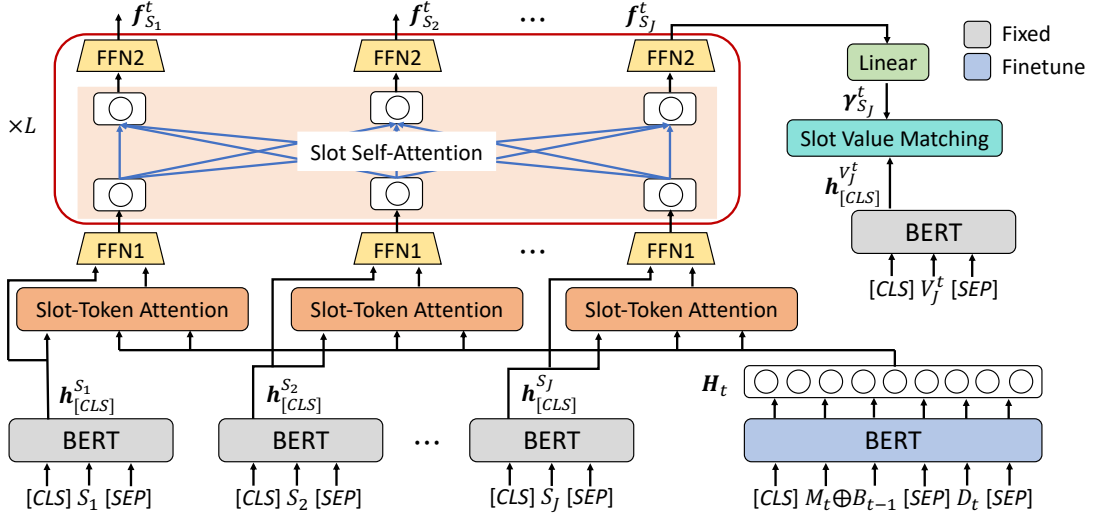 𝒇^t_{S_1} 𝒇^t_{S_2} ... 𝒇^t_{S_J}
FFN2 FFN2 FFN2
Linear
Fixed
Finetune
×L
𝜸^t_{S_J}
Slot Self-Attention
Slot Value Matching
𝐡^{V_J^t}_{[CLS]}
FFN1 FFN1 ... FFN1
BERT
[CLS] V_J^t [SEP]
Slot-Token Attention Slot-Token Attention Slot-Token Attention
𝒉^{S_1}_{[CLS]} 𝒉^{S_2}_{[CLS]} 𝒉^{S_J}_{[CLS]} 𝑯_t
BERT BERT ... BERT BERT
[CLS] S_1 [SEP] [CLS] S_2 [SEP] [CLS] S_J [SEP] [CLS] M_t⊕B_{t−1} [SEP] D_t [SEP]